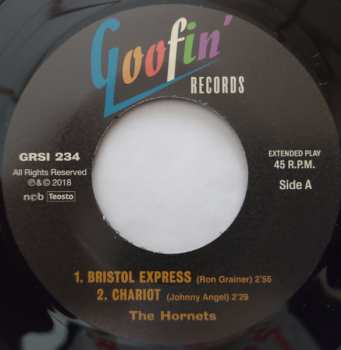 Goofin'
RECORDS
GRSI 234
All Rights Reserved
℗&© 2018
ncb Teosto
EXTENDED PLAY
45 R.P.M.
Side A
1. BRISTOL EXPRESS (Ron Grainer) 2'56
2. CHARIOT (Johnny Angel) 2'29
The Hornets